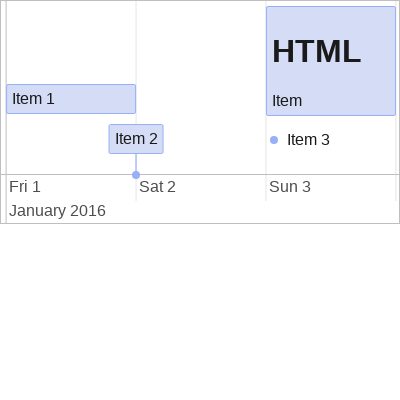 HTML
Item
Item 1
Item 2
Item 3
Fri 1
Sat 2
Sun 3
January 2016